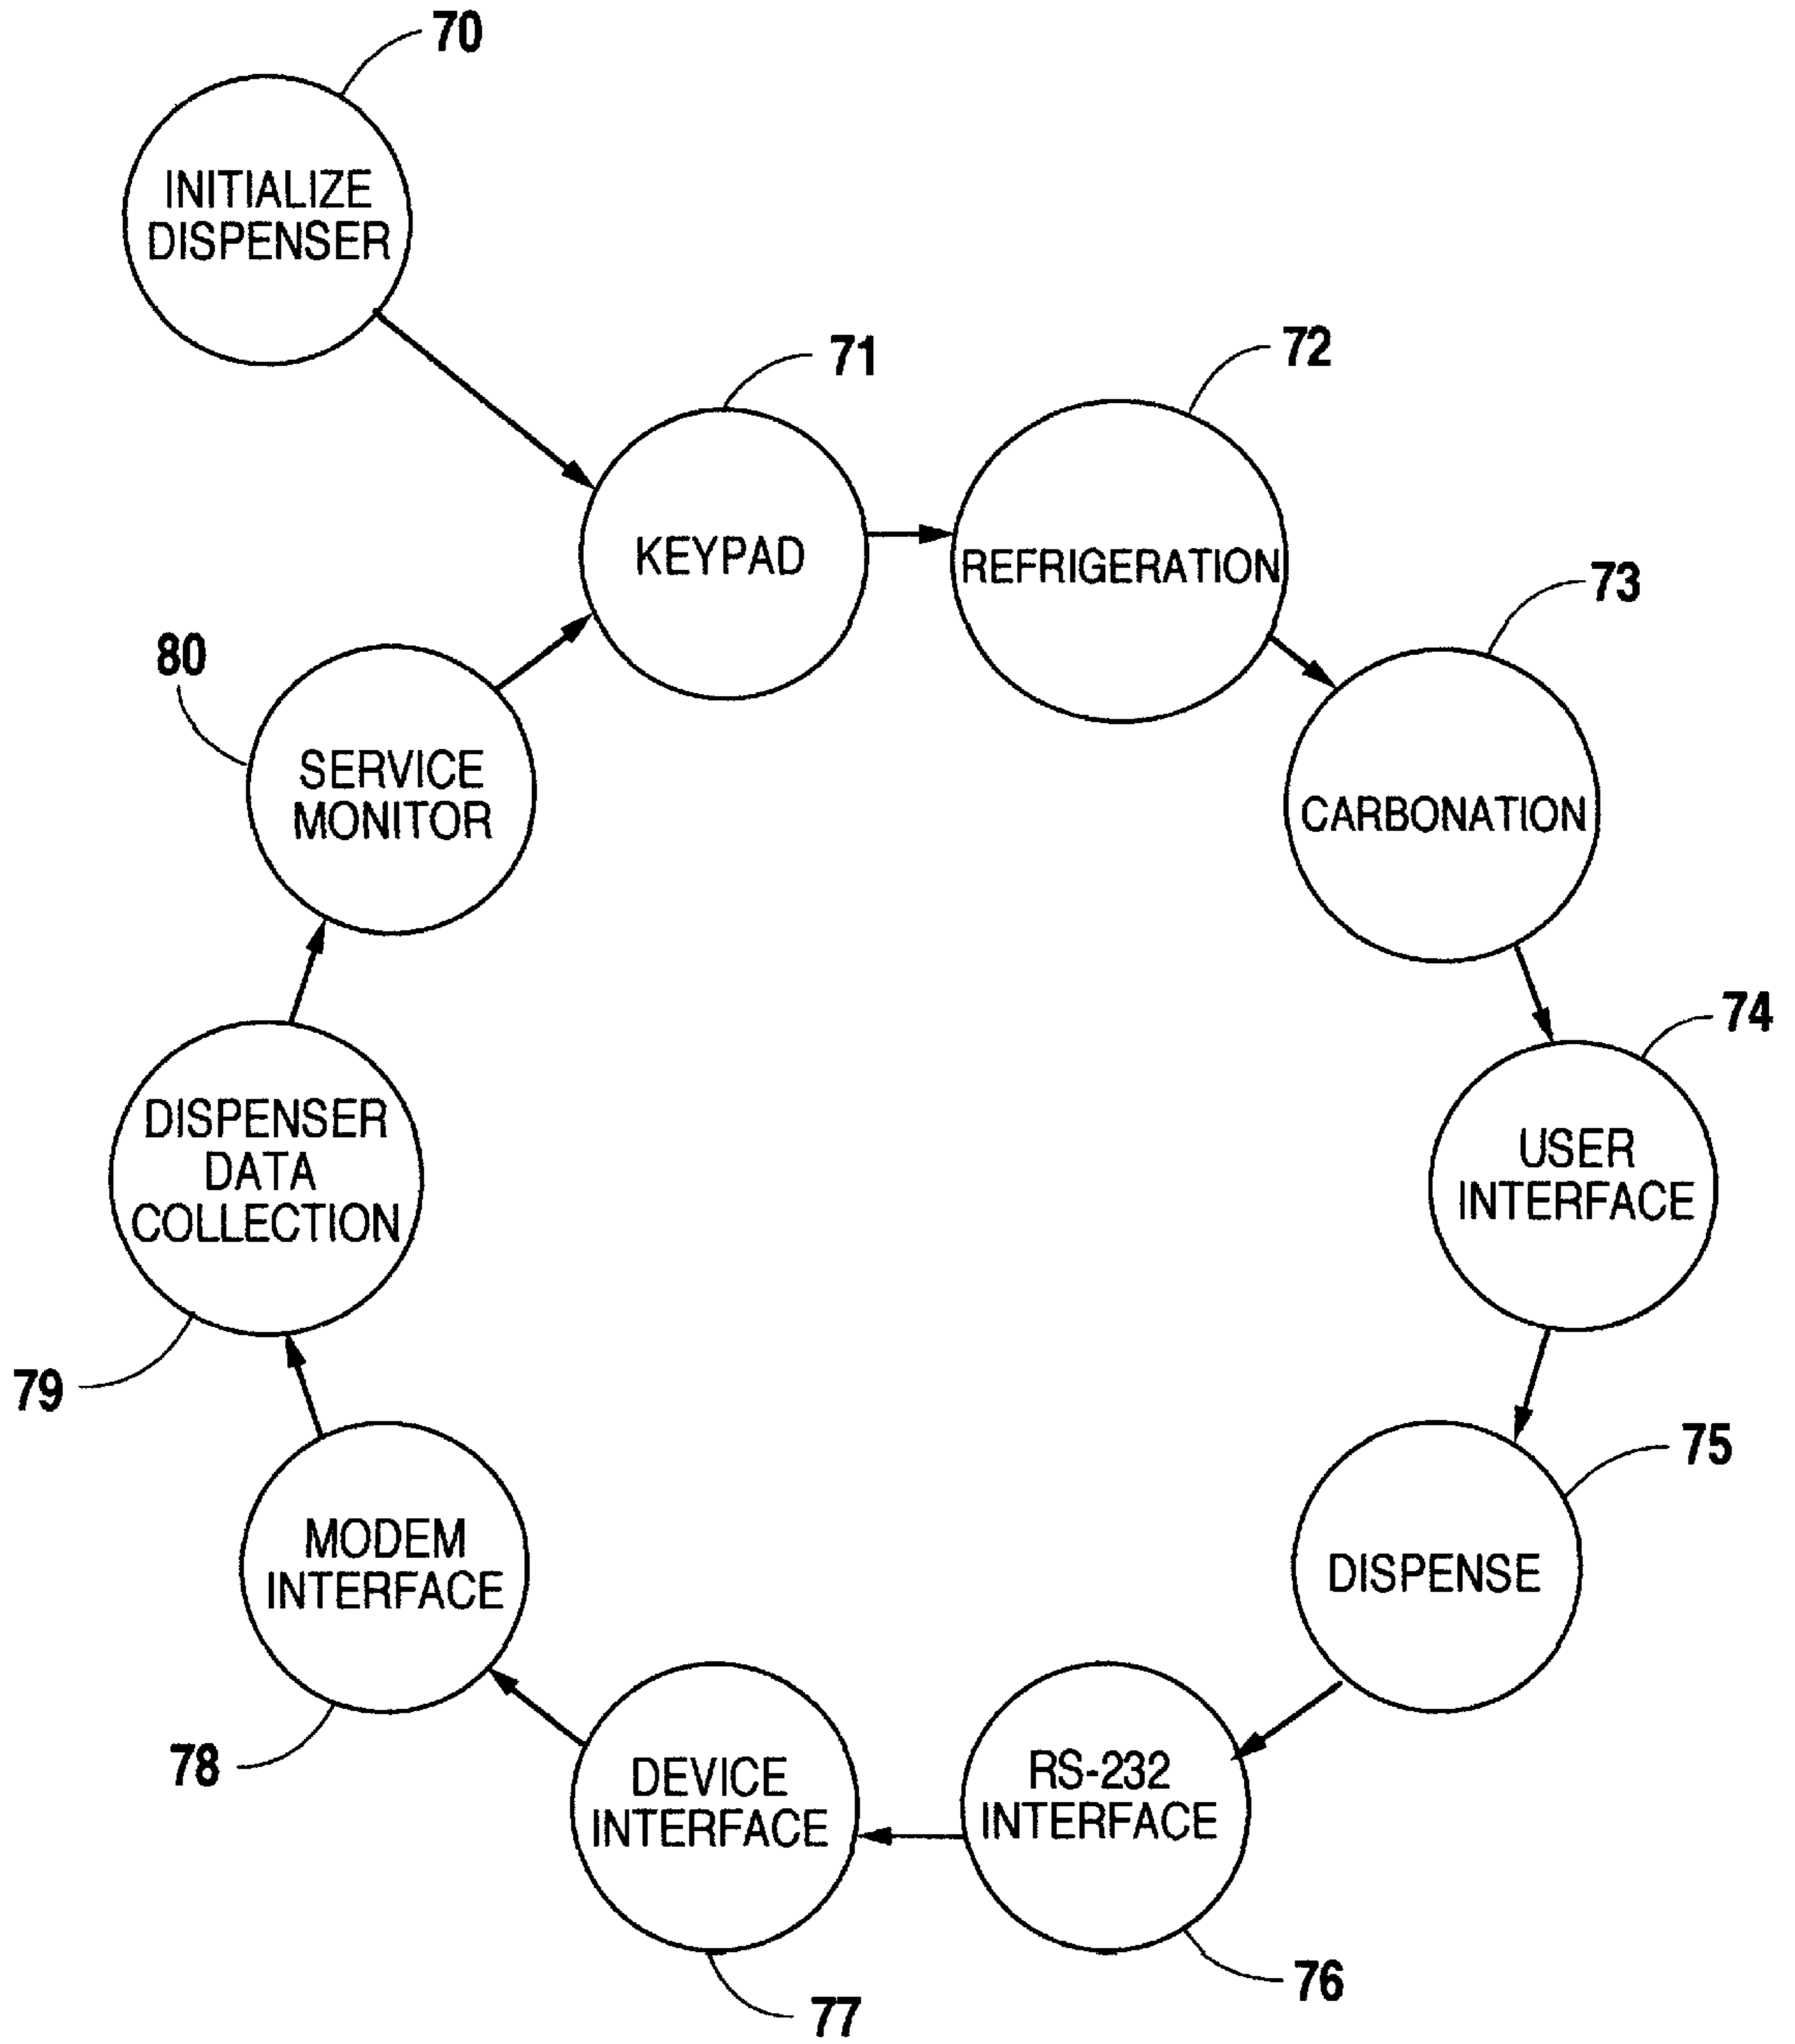 70
INITIALIZE
DISPENSER
71
KEYPAD
72
REFRIGERATION
73
CARBONATION
74
USER
INTERFACE
75
DISPENSE
76
RS-232
INTERFACE
77
DEVICE
INTERFACE
78
MODEM
INTERFACE
79
DISPENSER
DATA
COLLECTION
80
SERVICE
MONITOR